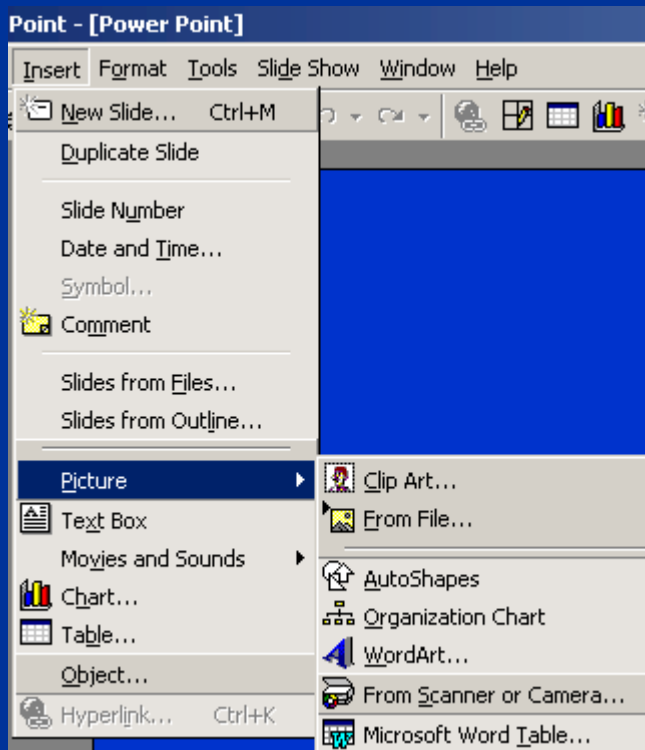 Point - [Power Point]
Insert Format Tools Slide Show Window Help
New Slide... Ctrl+M
Duplicate Slide
Slide Number
Date and Time...
Symbol...
Comment
Slides from Files...
Slides from Outline...
Picture
Text Box
Movies and Sounds
Chart...
Table...
Object...
Hyperlink... Ctrl+K
Clip Art...
From File...
AutoShapes
Organization Chart
WordArt...
From Scanner or Camera...
Microsoft Word Table...